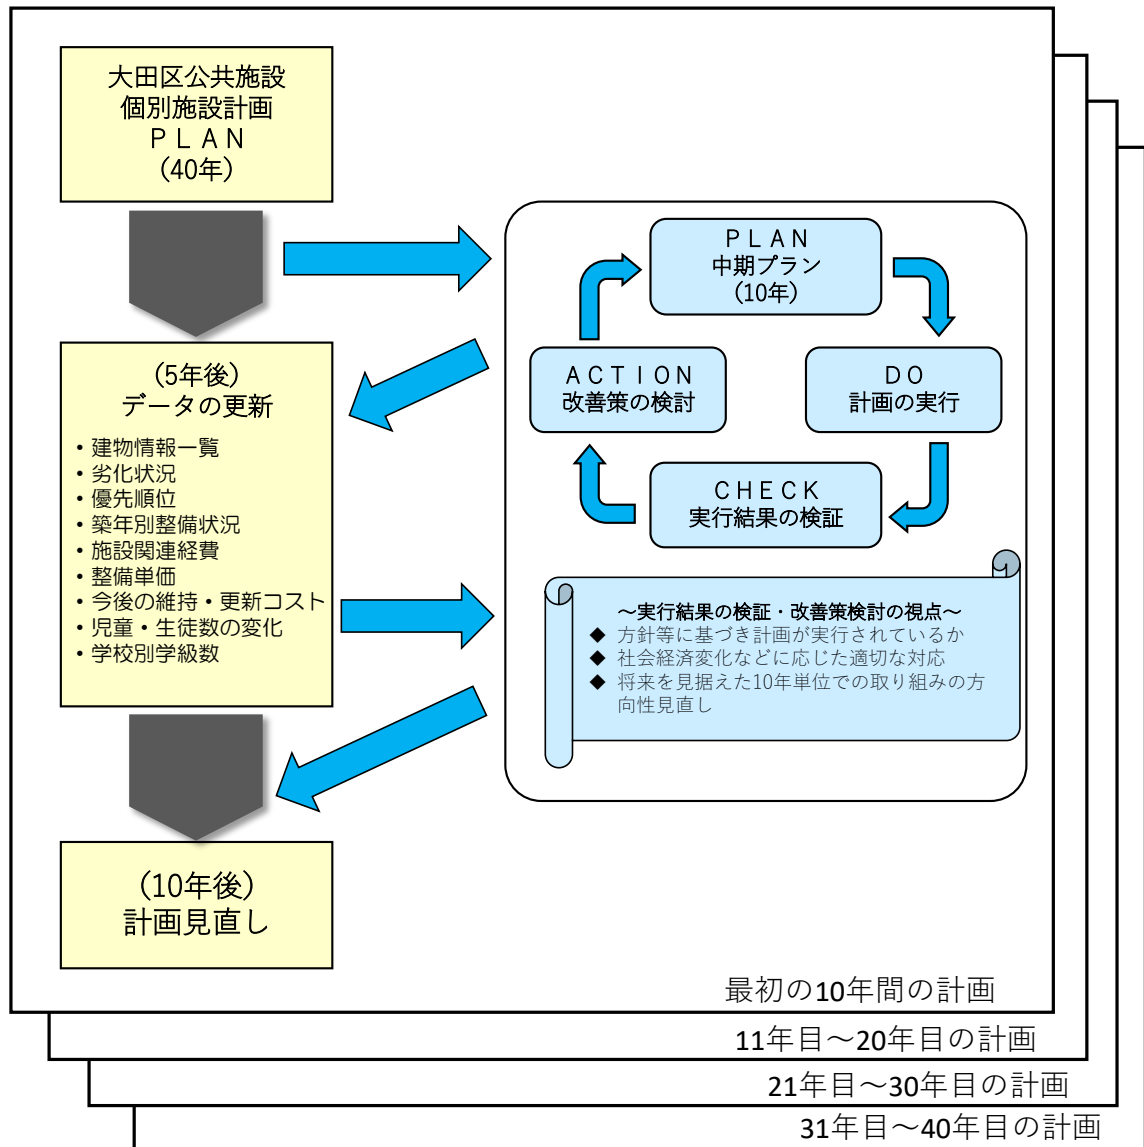 大田区公共施設
個別施設計画
ＰＬＡＮ
(40年)
(5年後)
データの更新
・建物情報一覧
・劣化状況
・優先順位
・築年別整備状況
・施設関連経費
・整備単価
・今後の維持・更新コスト
・児童・生徒数の変化
・学校別学級数
(10年後)
計画見直し
ＰＬＡＮ
中期プラン
(10年)
ＤＯ
計画の実行
ＣＨＥＣＫ
実行結果の検証
ＡＣＴＩＯＮ
改善策の検討
～実行結果の検証・改善策検討の視点～
◆ 方針等に基づき計画が実行されているか
◆ 社会経済変化などに応じた適切な対応
◆ 将来を見据えた10年単位での取り組みの方
向性見直し
最初の10年間の計画
11年目～20年目の計画
21年目～30年目の計画
31年目～40年目の計画